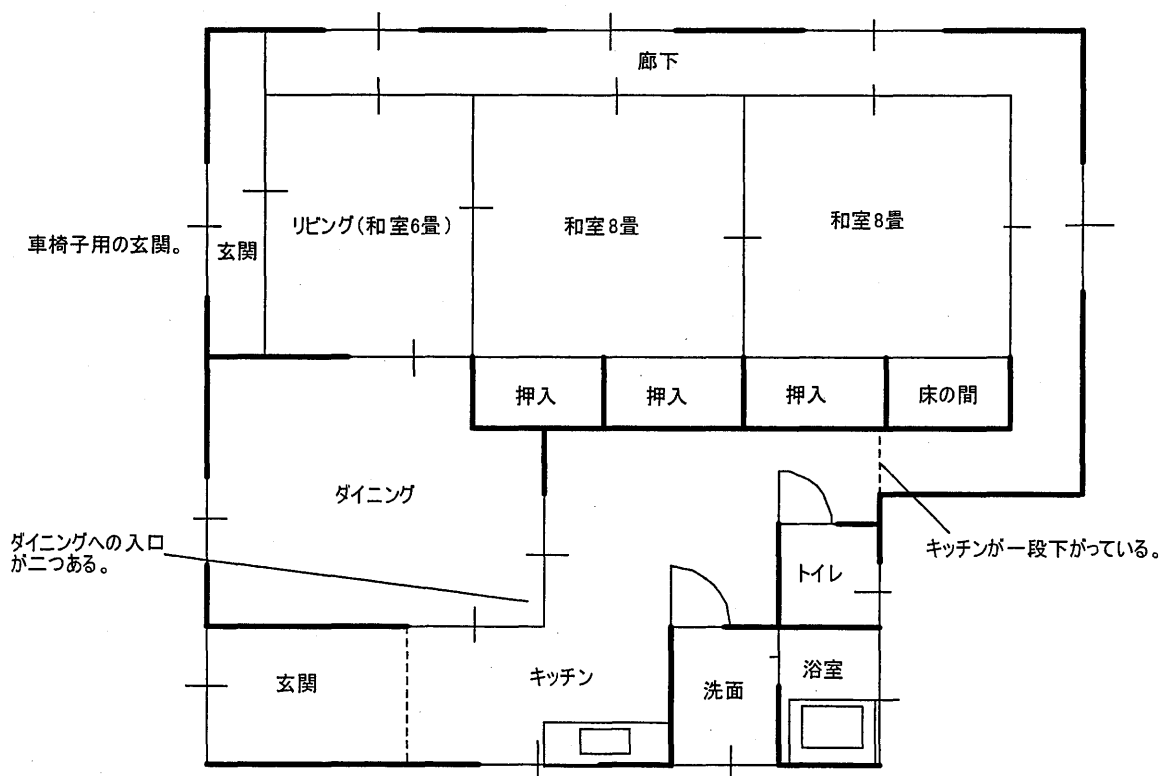 廊下
リビング(和室6畳)
和室8畳
和室8畳
車椅子用の玄関。
玄関
押入
押入
押入
床の間
ダイニング
ダイニングへの入口
が二つある。
キッチンが一段下がっている。
トイレ
玄関
キッチン
洗面
浴室